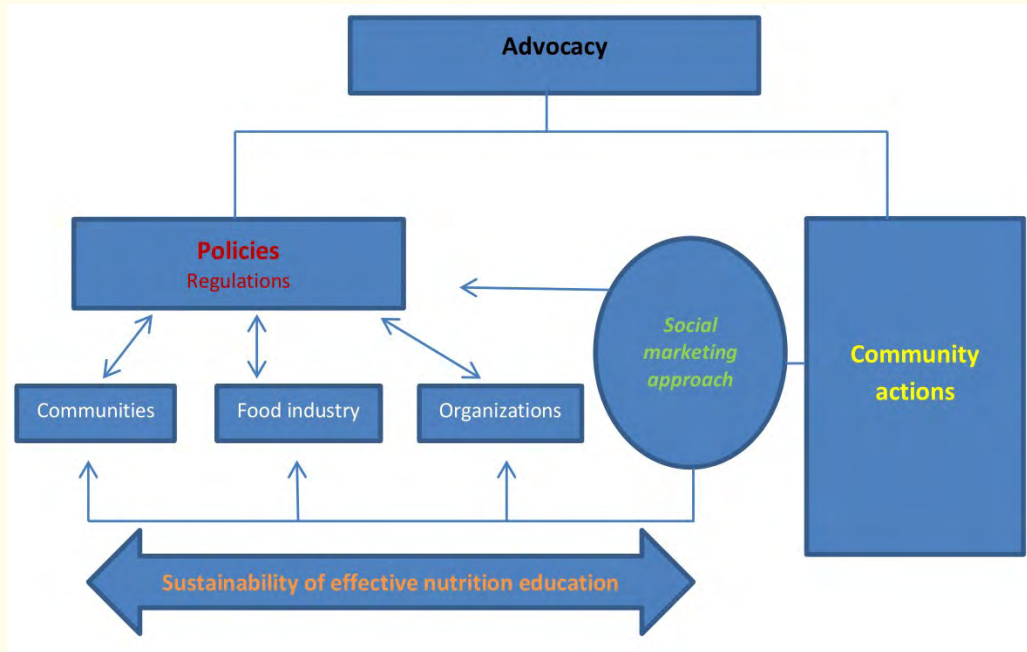 Advocacy
Policies
Regulations
Social
marketing
approach
Community
actions
Communities
Food industry
Organizations
Sustainability of effective nutrition education